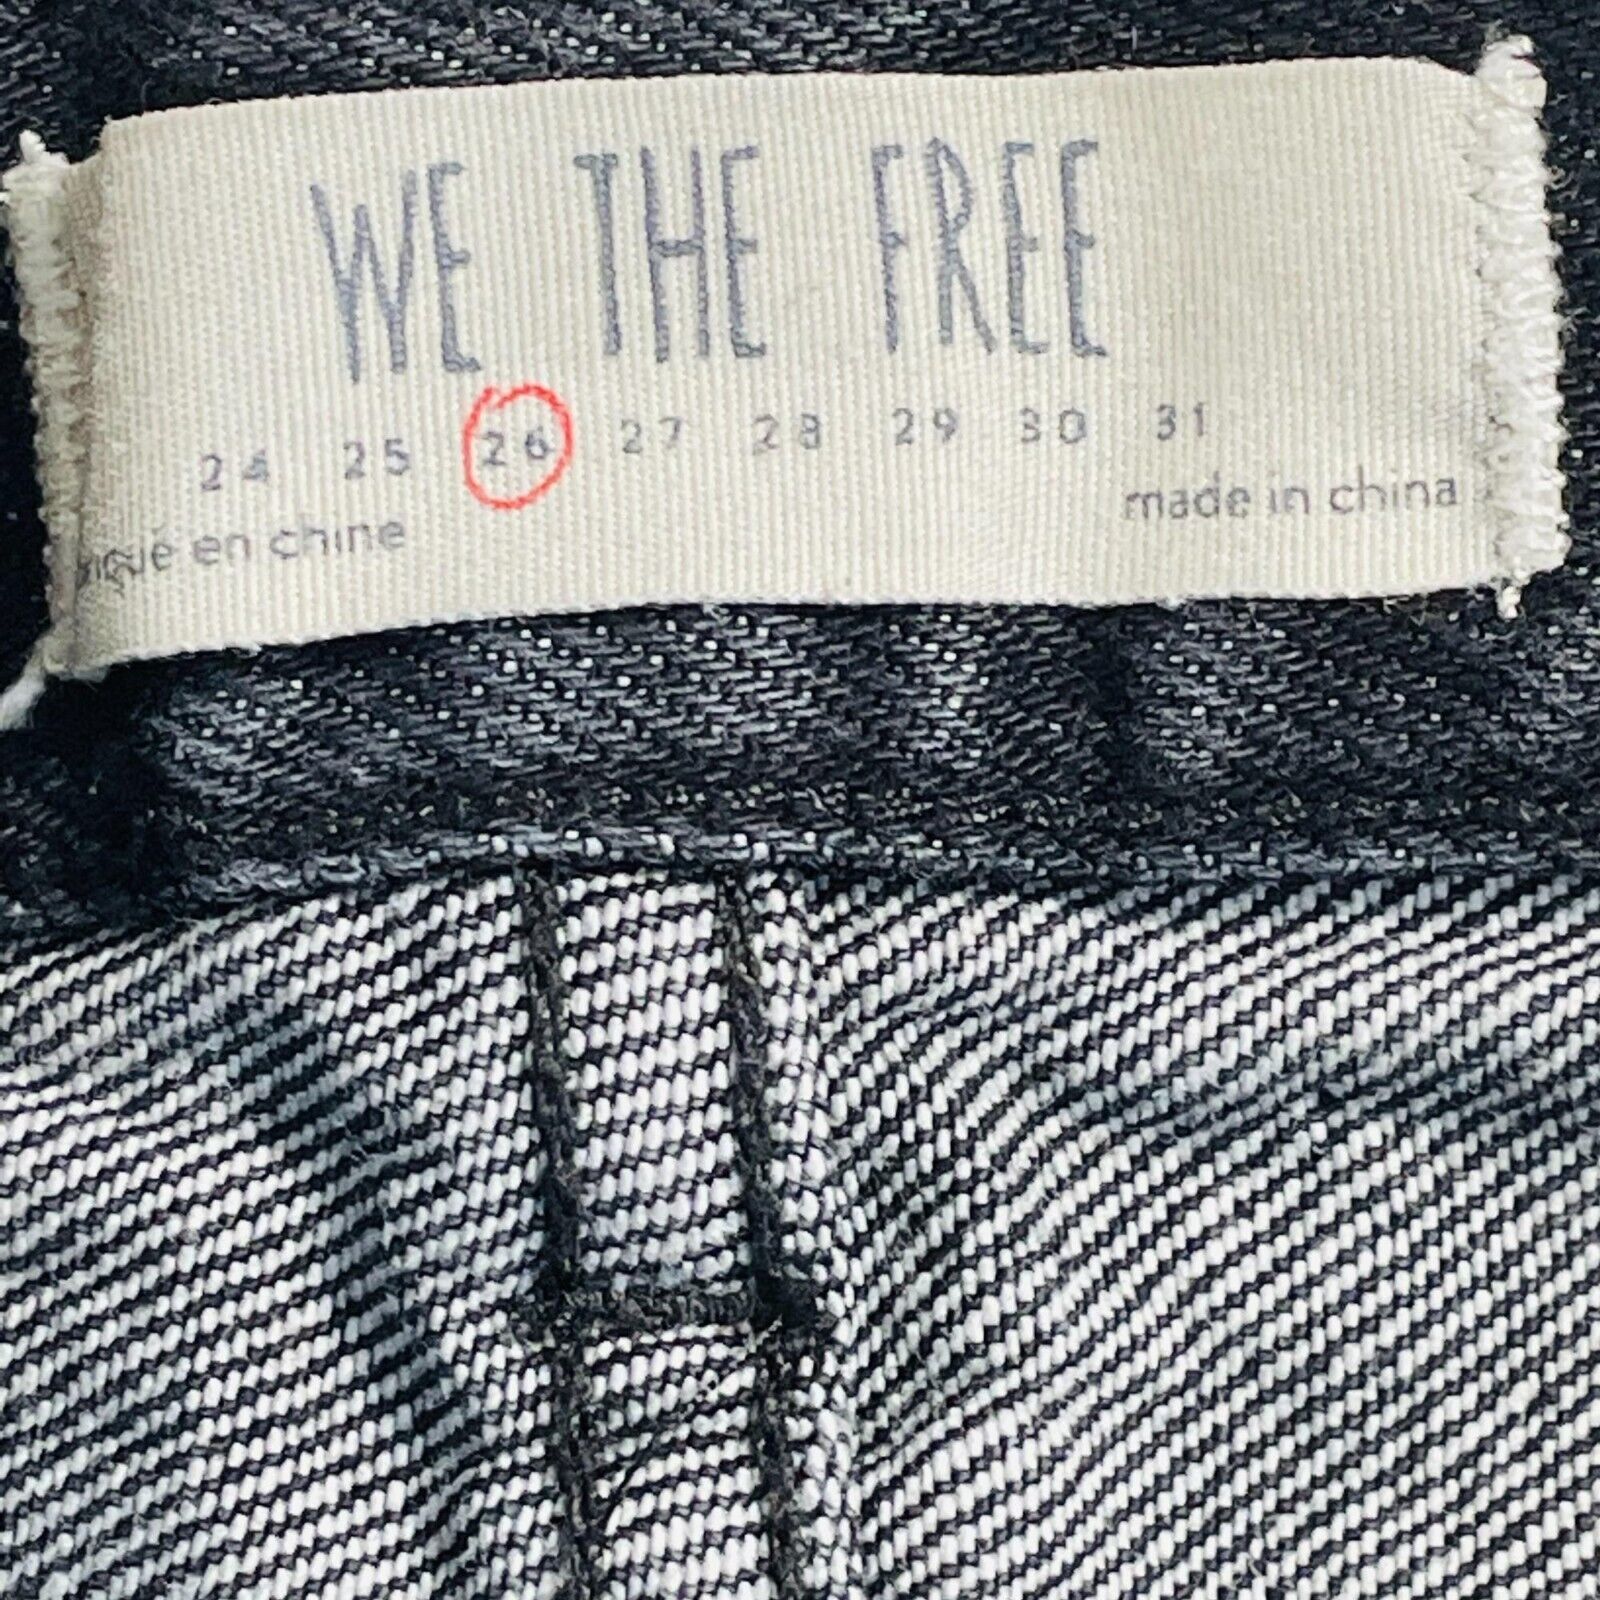 WE THE FREE
24 25 26 27 28 29 30 31
en chine made in china